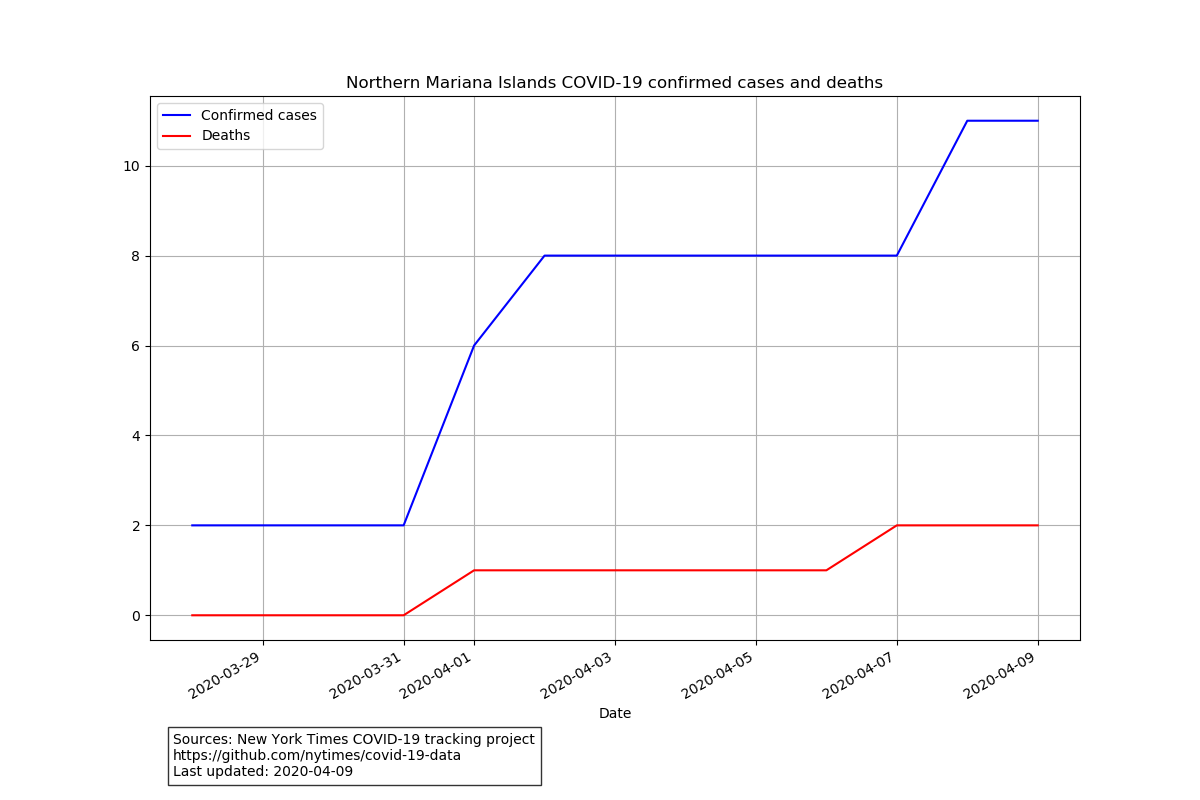 Northern Mariana Islands COVID-19 confirmed cases and deaths
Confirmed cases
Deaths
10
8
6
4
2
0
2020-03-29
2020-03-31
2020-04-01
2020-04-03
2020-04-05
2020-04-07
2020-04-09
Date
Sources: New York Times COVID-19 tracking project
https://github.com/nytimes/covid-19-data
Last updated: 2020-04-09